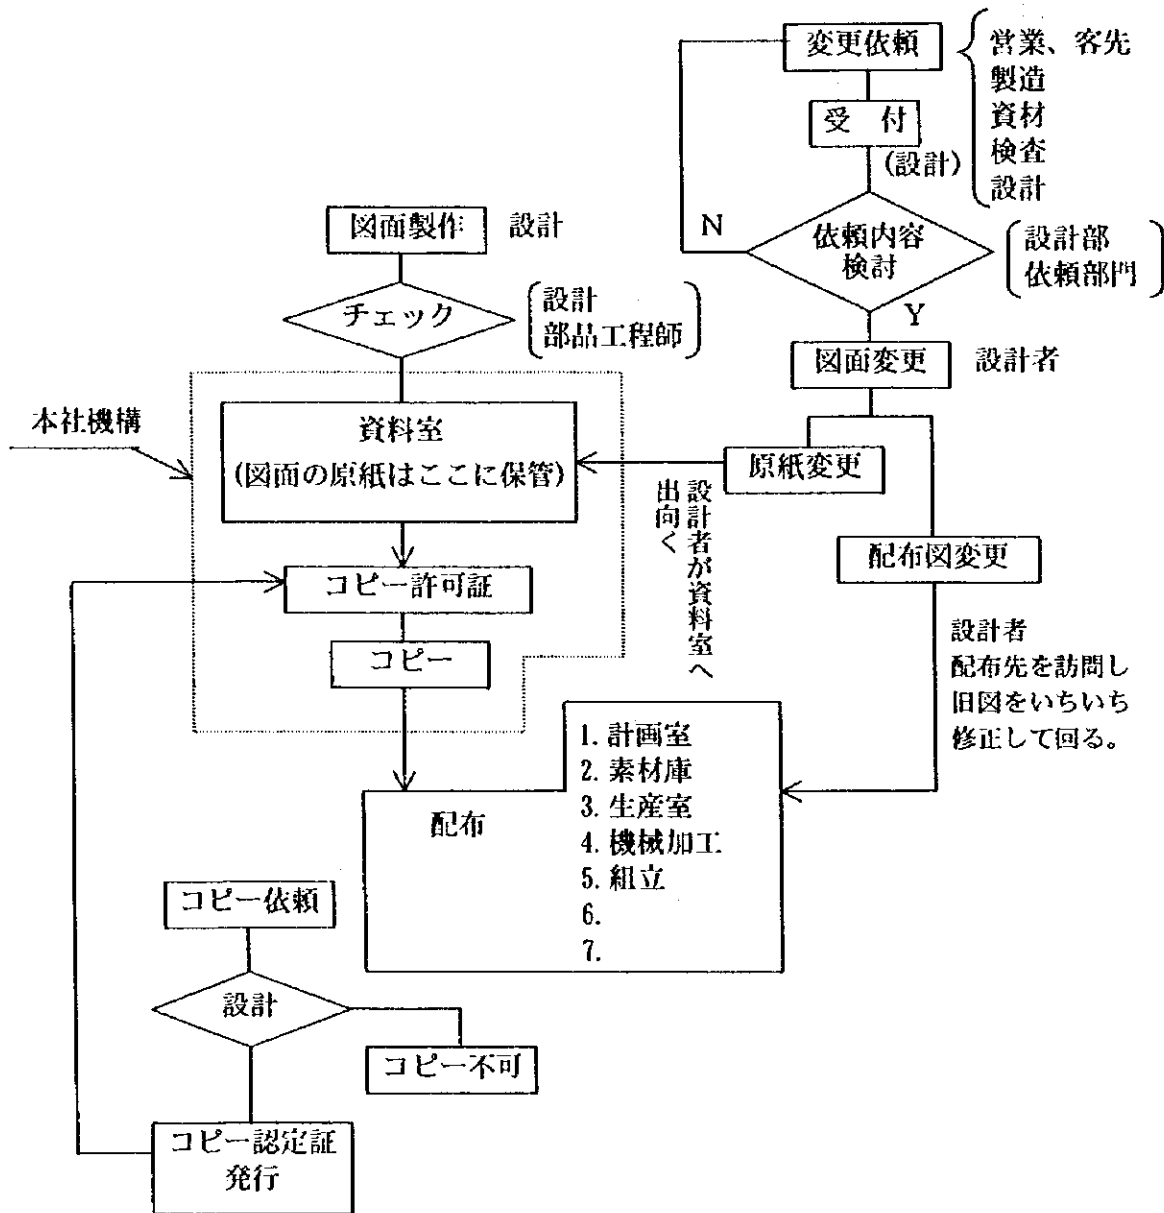 変更依頼
営業、客先
製造
資材
検査
設計
受 付
(設計)
依頼内容
検討
N
Y
設計部
依頼部門
図面変更
設計者
原紙変更
配布図変更
設計者が資料室へ
出向く
設計者
配布先を訪問し
旧図をいちいち
修正して回る。
図面製作
設計
チェック
設計
部品工程師
本社機構
資料室
(図面の原紙はここに保管)
コピー許可証
コピー
配布
1. 計画室
2. 素材庫
3. 生産室
4. 機械加工
5. 組立
6.
7.
コピー依頼
設計
コピー不可
コピー認定証
発行